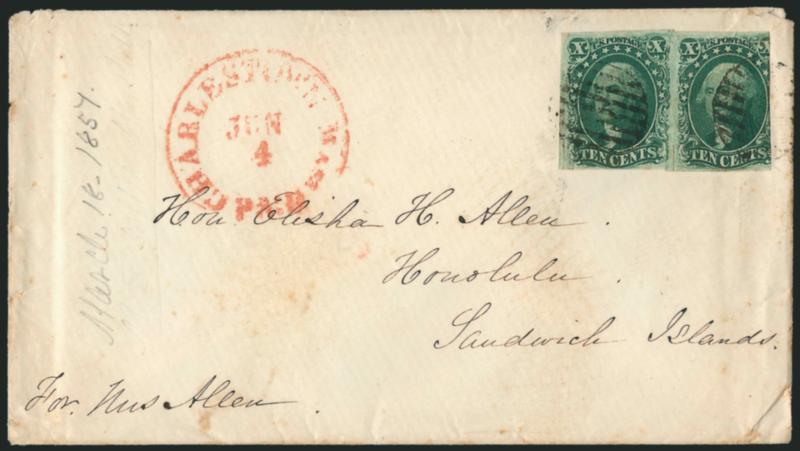 X U.S. POSTAGE X
TEN CENTS
X U.S. POSTAGE X
TEN CENTS
CHARLESTOWN MASS
JUN
4
PAID
March 18-1857.
Hon. Elisha H. Allen.
Honolulu.
Sandwich Islands.
For Mrs Allen.